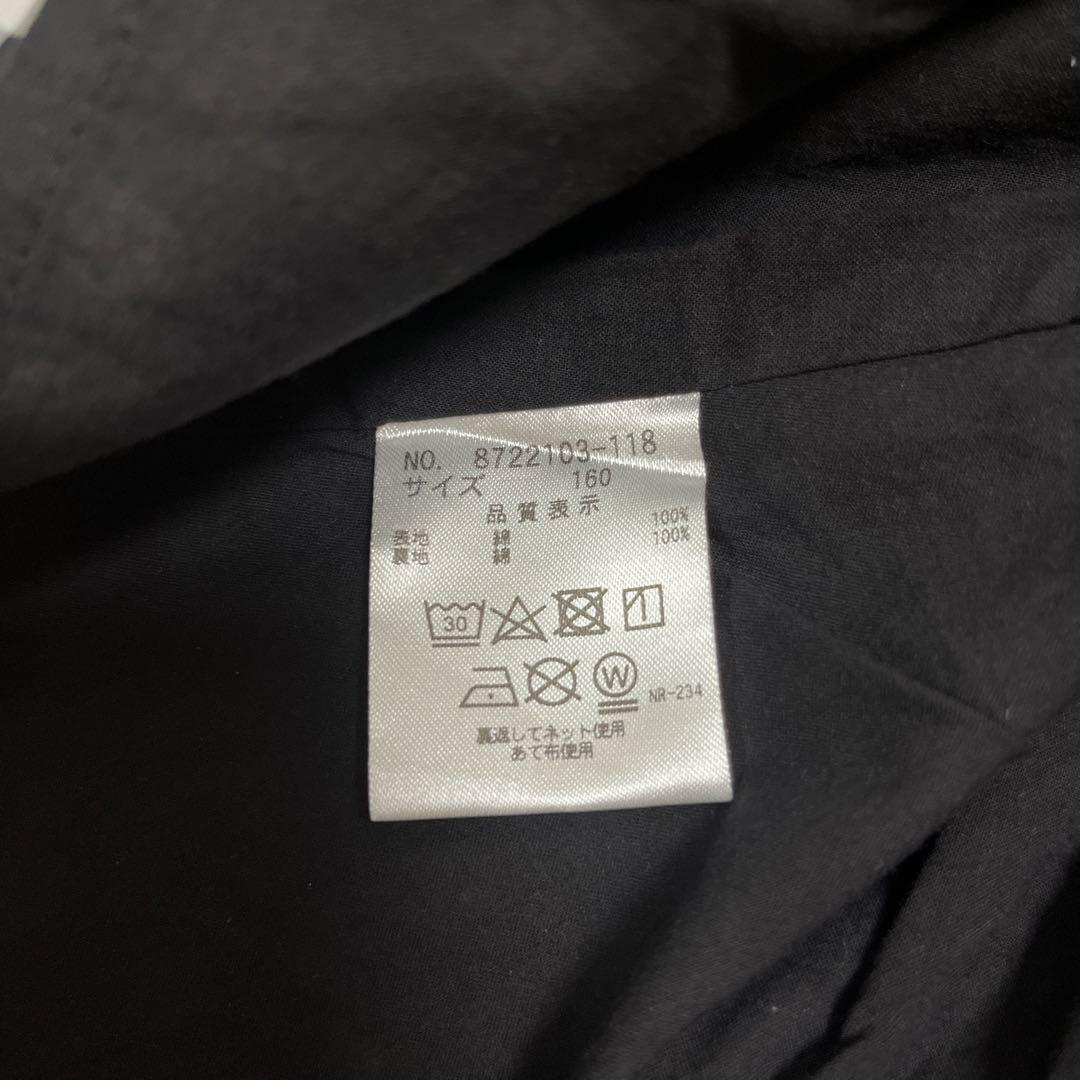 NO. 8722103-118
サイズ 160
品質表示
表地 綿 100%
裏地 綿 100%
30
W NR-234
裏返してネット使用
あて布使用